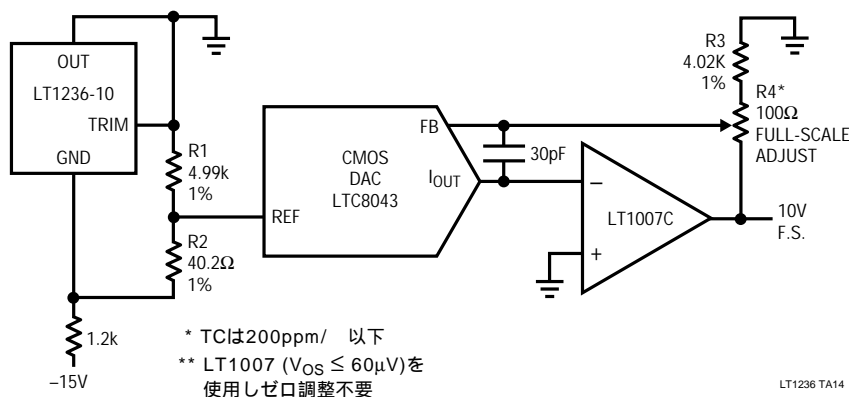 OUT
LT1236-10
TRIM
GND
R1
4.99k
1%
R2
40.2Ω
1%
1.2k
–15V
REF
CMOS
DAC
LTC8043
FB
IOUT
30pF
–
+
LT1007C
R3
4.02K
1%
R4*
100Ω
FULL-SCALE
ADJUST
10V
F.S.
* TCは200ppm/ 以下
** LT1007 (VOS ≤ 60µV)を
使用しゼロ調整不要
LT1236 TA14